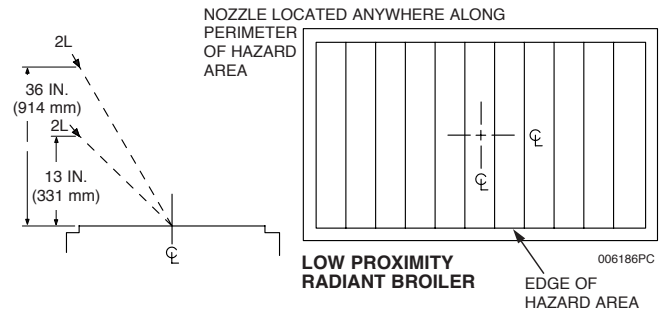 NOZZLE LOCATED ANYWHERE ALONG
PERIMETER
OF HAZARD
AREA
2L
36 IN.
(914 mm)
2L
13 IN.
(331 mm)
℄
℄
℄
LOW PROXIMITY
RADIANT BROILER
006186PC
EDGE OF
HAZARD AREA